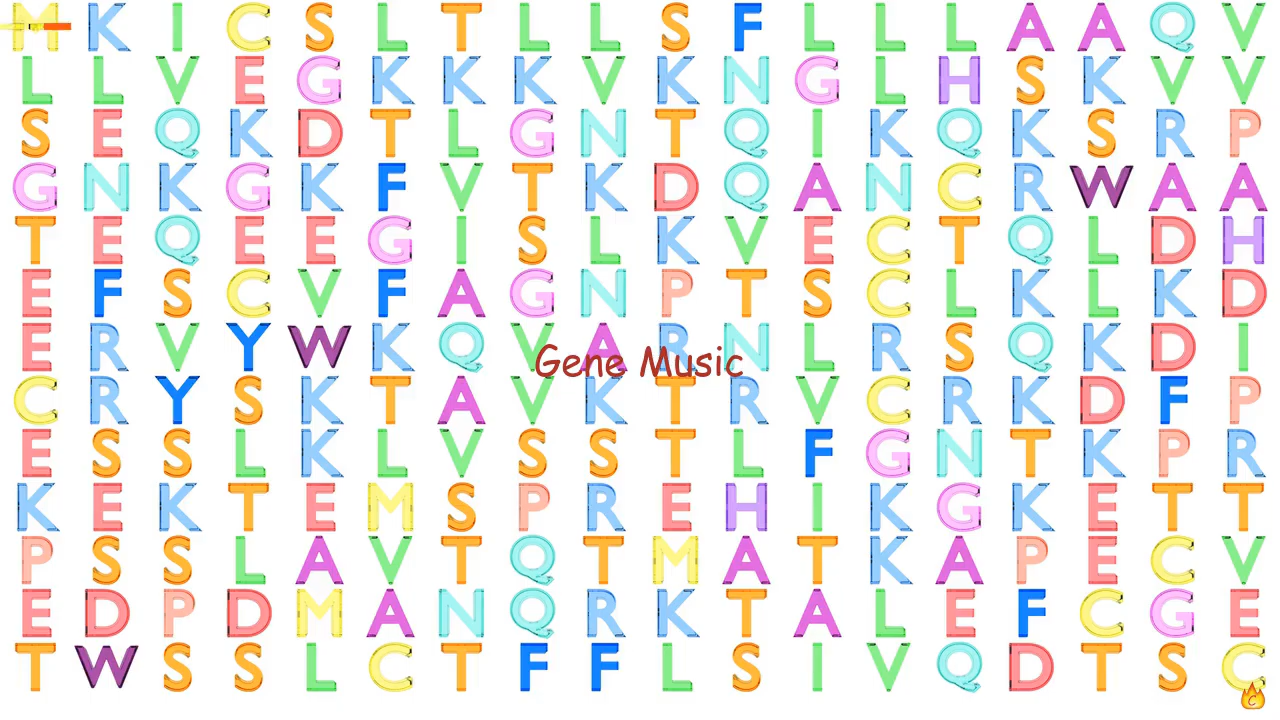 M K I C S L T L L S F L L L A A Q V
L L V E G K K K V K N G L H S K V V
S E Q K D T L G N T Q I K Q K S R P
G N K G K F V T K D Q A N C R W A A
T E Q E E G I S L K V E C T Q L D H
E F S C V F A G N P T S C L K L K D
E R V Y W K Q V A R N L R S Q K D I
Gene Music
C R Y S K T A V K T R V C R K D F P
E S S L K L V S S T L F G N T K P R
K E K T E M S P R E H I K G K E T T
P S S L A V T Q T M A T K A P E C V
E D P D M A N Q R K T A L E F C G E
T W S S L C T F F L S I V Q D T S C
C